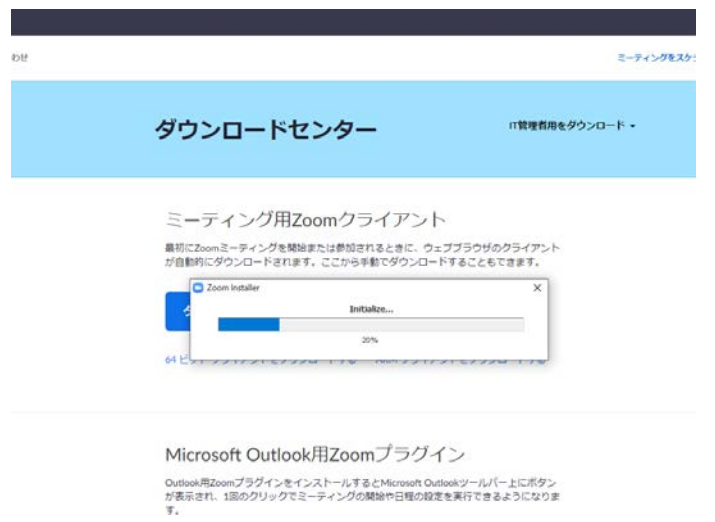 わせ
ミーティングをスケ
ダウンロードセンター
IT管理者用をダウンロード
ミーティング用Zoomクライアント
最初にZoomミーティングを開始または参加されるときに、ウェブブラウザのクライアント
が自動的にダウンロードされます。ここから手動でダウンロードすることもできます。
Zoom Installer
Initialize...
20%
64 ビ
Microsoft Outlook用Zoomプラグイン
Outlook用ZoomプラグインをインストールするとMicrosoft Outlookツールバー上にボタン
が表示され、1回のクリックでミーティングの開始や日程の設定を実行できるようになりま
す。